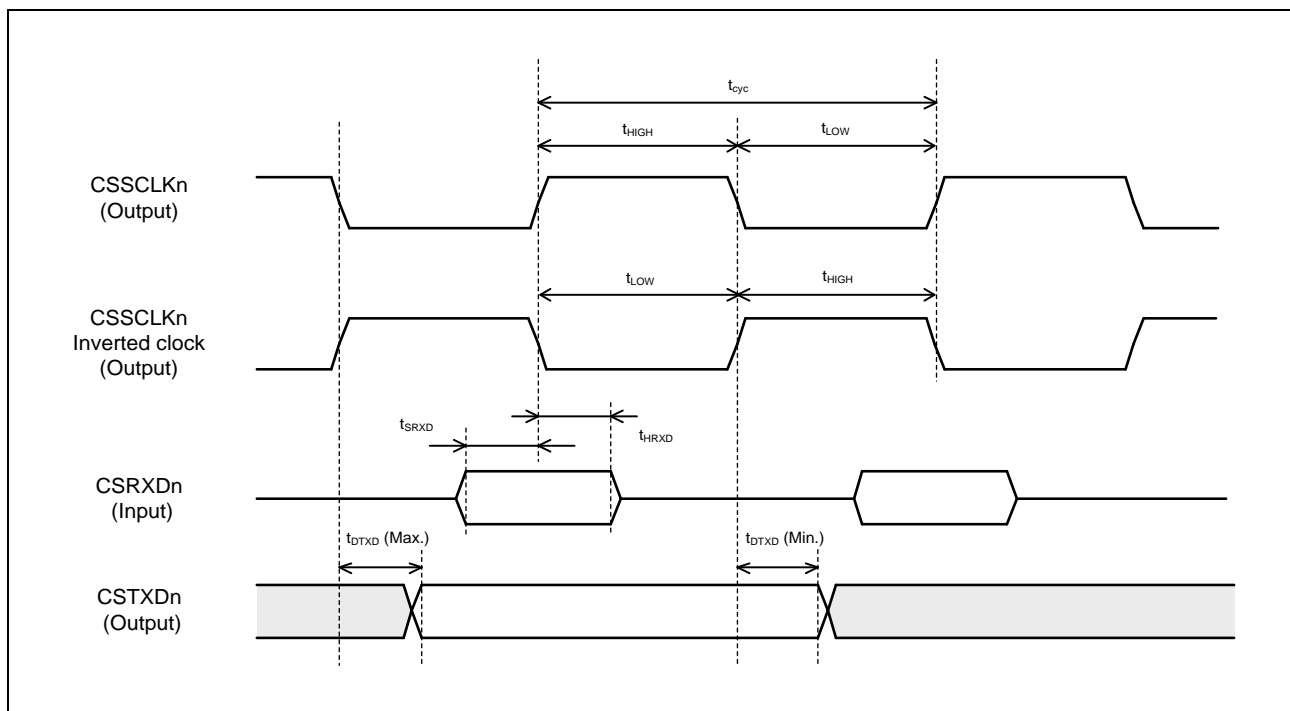 tcyc
tHIGH
tLOW
CSSCLKn
(Output)
tLOW
tHIGH
CSSCLKn
Inverted clock
(Output)
tSRXD
tHRXD
CSRXDn
(Input)
tDTXD (Max.)
tDTXD (Min.)
CSTXDn
(Output)